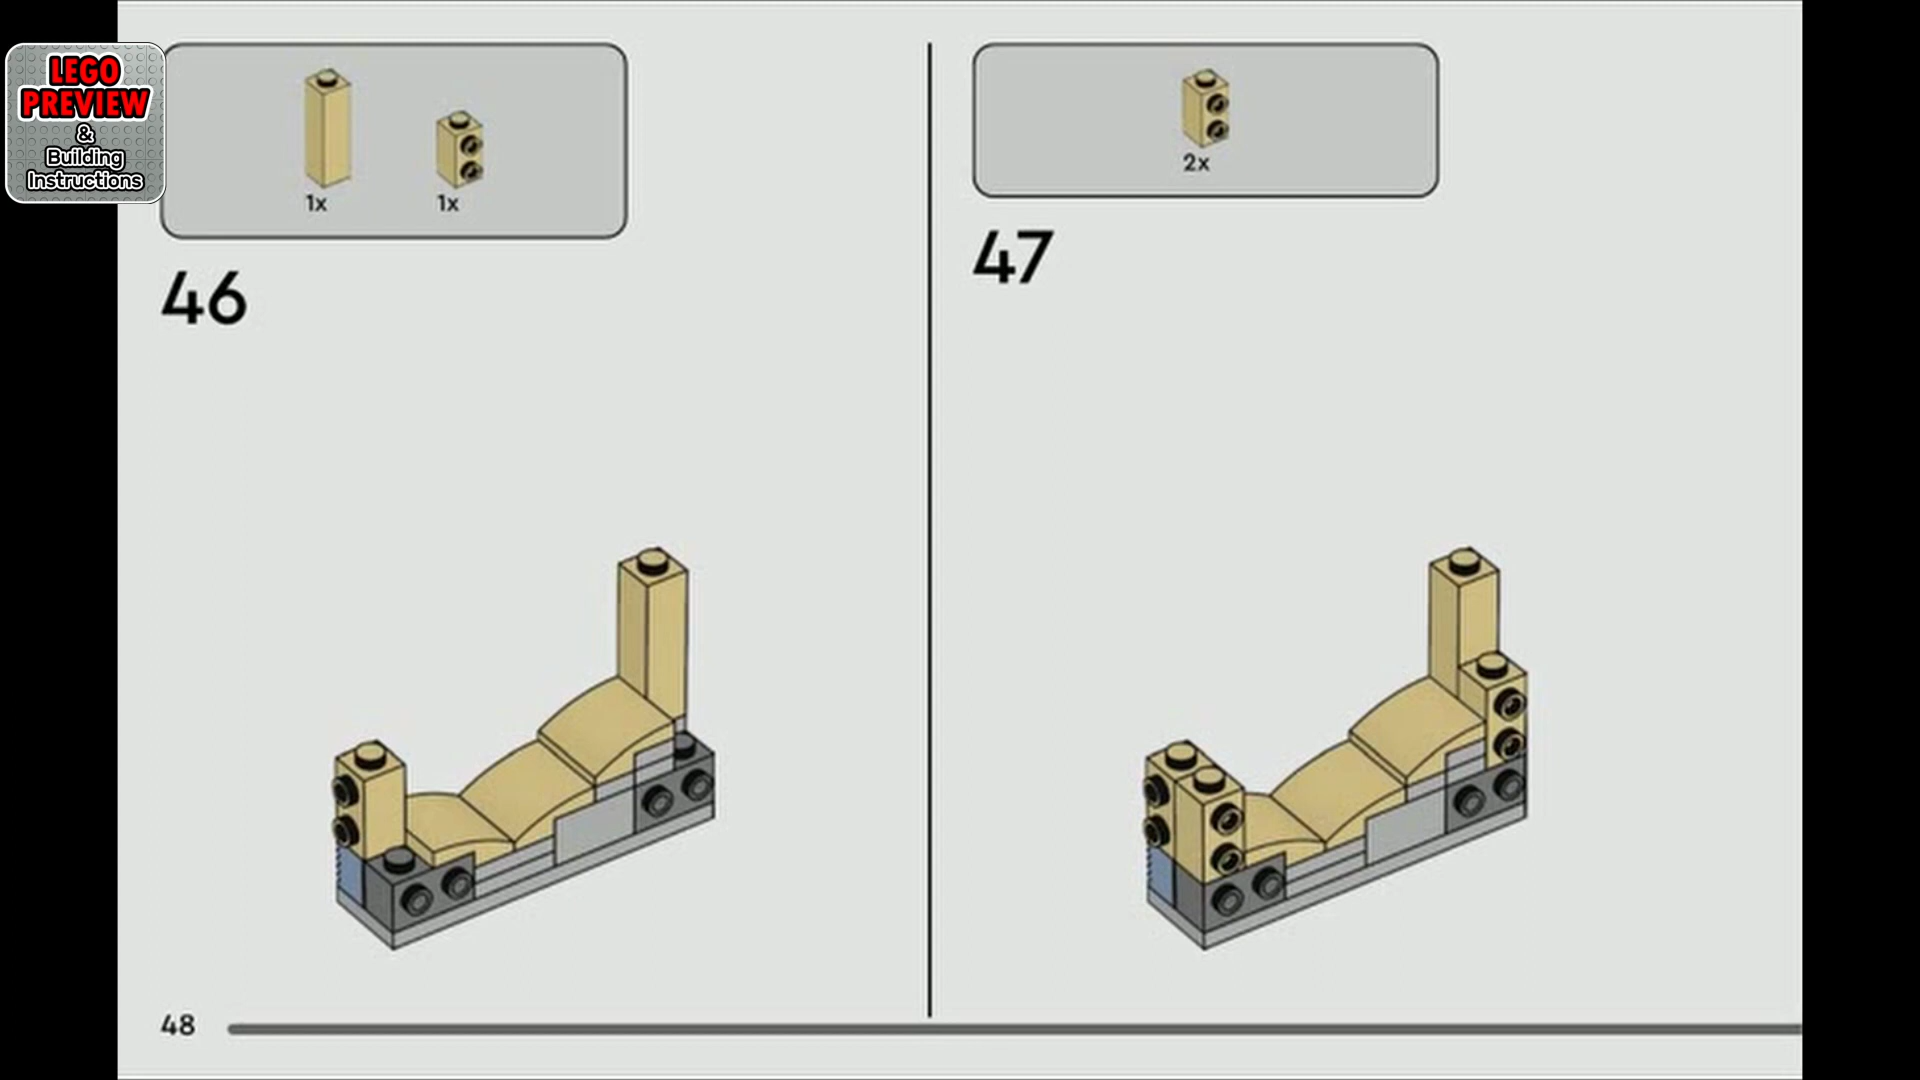 LEGO
PREVIEW
&
Building
Instructions
1x 1x
46
2x
47
48